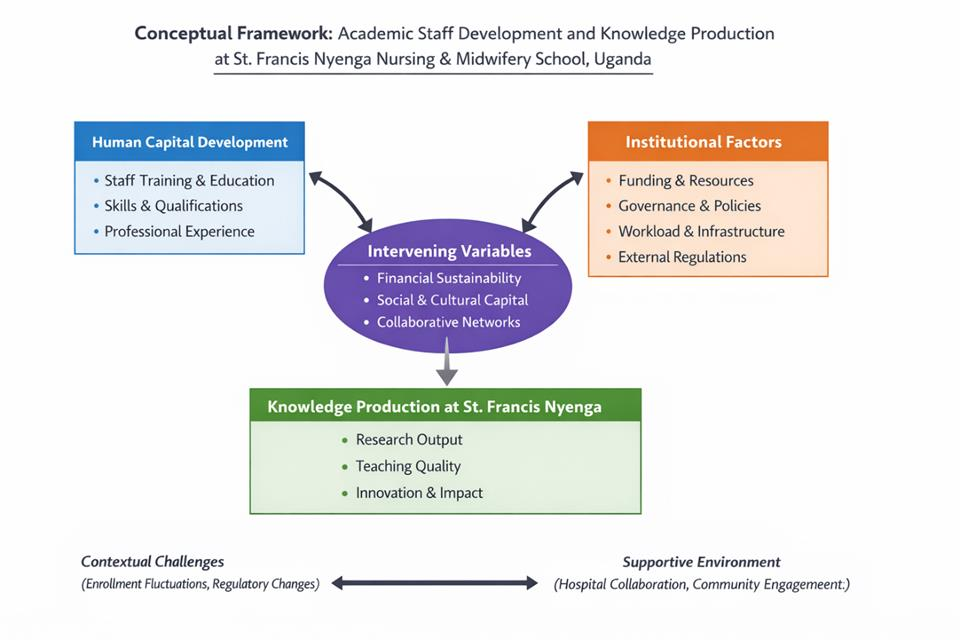 Conceptual Framework: Academic Staff Development and Knowledge Production
at St. Francis Nyenga Nursing & Midwifery School, Uganda
Human Capital Development
• Staff Training & Education
• Skills & Qualifications
• Professional Experience
Institutional Factors
• Funding & Resources
• Governance & Policies
• Workload & Infrastructure
• External Regulations
Intervening Variables
• Financial Sustainability
• Social & Cultural Capital
• Collaborative Networks
Knowledge Production at St. Francis Nyenga
• Research Output
• Teaching Quality
• Innovation & Impact
Contextual Challenges
(Enrollment Fluctuations, Regulatory Changes)
Supportive Environment
(Hospital Collaboration, Community Engagemeent:)